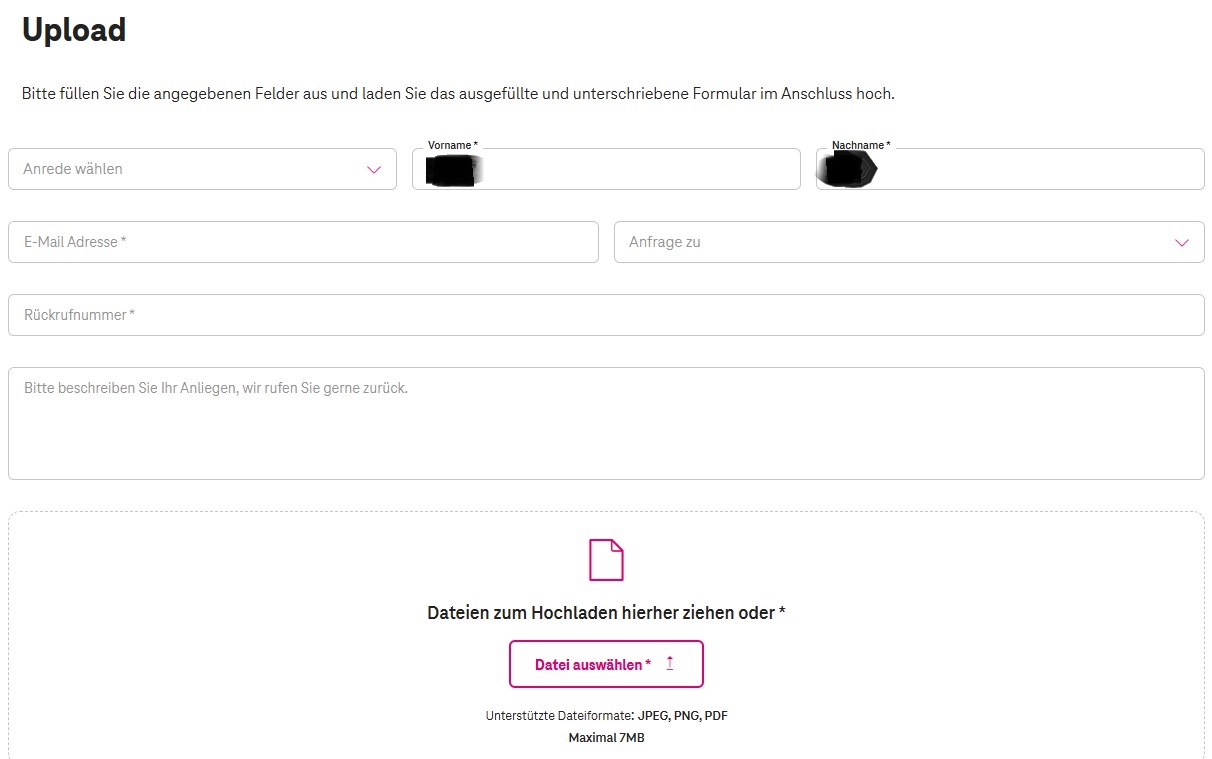 Upload
Bitte füllen Sie die angegebenen Felder aus und laden Sie das ausgefüllte und unterschriebene Formular im Anschluss hoch.
Anrede wählen
Vorname *
Nachname *
E-Mail Adresse *
Anfrage zu
Rückrufnummer *
Bitte beschreiben Sie Ihr Anliegen, wir rufen Sie gerne zurück.
Dateien zum Hochladen hierher ziehen oder *
Datei auswählen *
Unterstützte Dateiformate: JPEG, PNG, PDF
Maximal 7MB